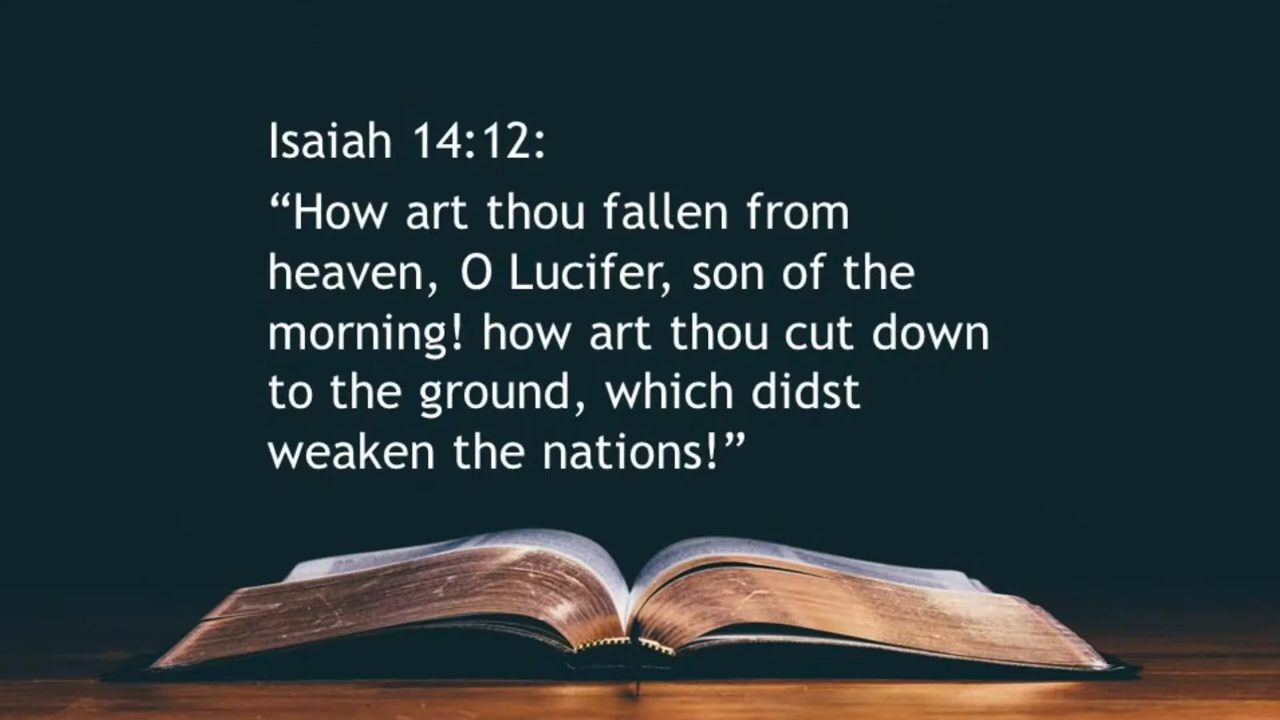 Isaiah 14:12:
“How art thou fallen from
heaven, O Lucifer, son of the
morning! how art thou cut down
to the ground, which didst
weaken the nations!”